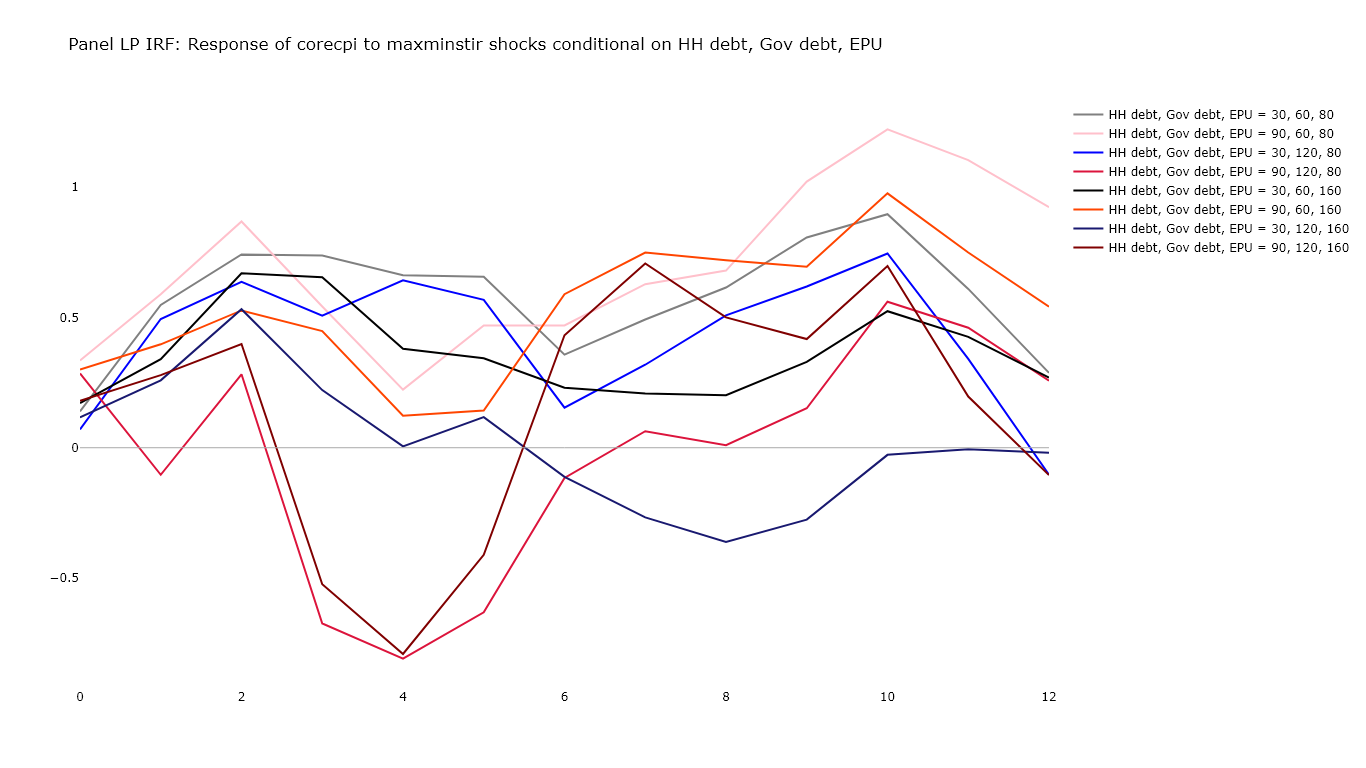 Panel LP IRF: Response of corecpi to maxminstir shocks conditional on HH debt, Gov debt, EPU
HH debt, Gov debt, EPU = 30, 60, 80
HH debt, Gov debt, EPU = 90, 60, 80
HH debt, Gov debt, EPU = 30, 120, 80
HH debt, Gov debt, EPU = 90, 120, 80
HH debt, Gov debt, EPU = 30, 60, 160
HH debt, Gov debt, EPU = 90, 60, 160
HH debt, Gov debt, EPU = 30, 120, 160
HH debt, Gov debt, EPU = 90, 120, 160
1
0.5
0
−0.5
0 2 4 6 8 10 12